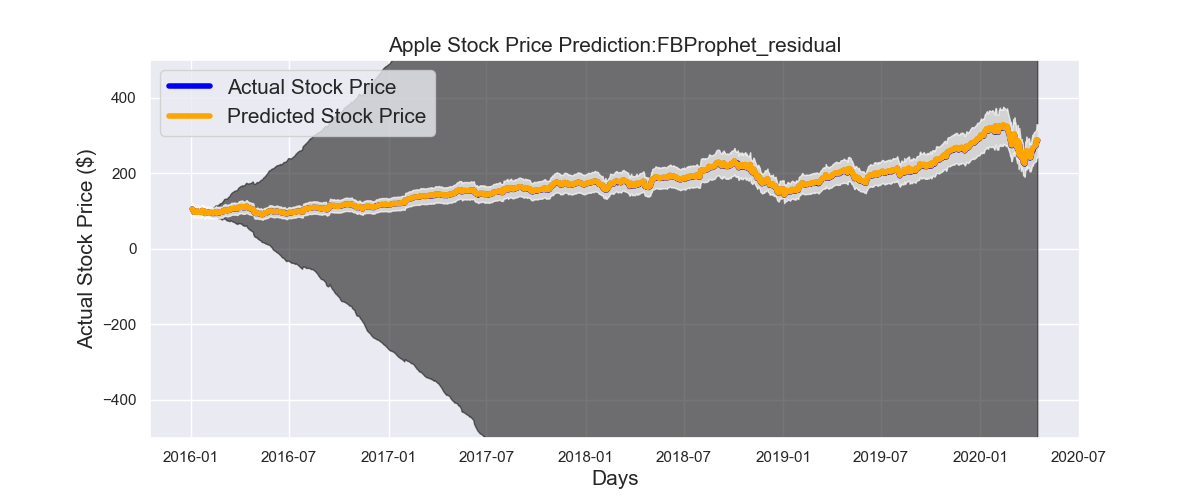 Apple Stock Price Prediction:FBProphet_residual
Actual Stock Price
Predicted Stock Price
Actual Stock Price ($)
400
200
0
−200
−400
2016-01 2016-07 2017-01 2017-07 2018-01 2018-07 2019-01 2019-07 2020-01 2020-07
Days